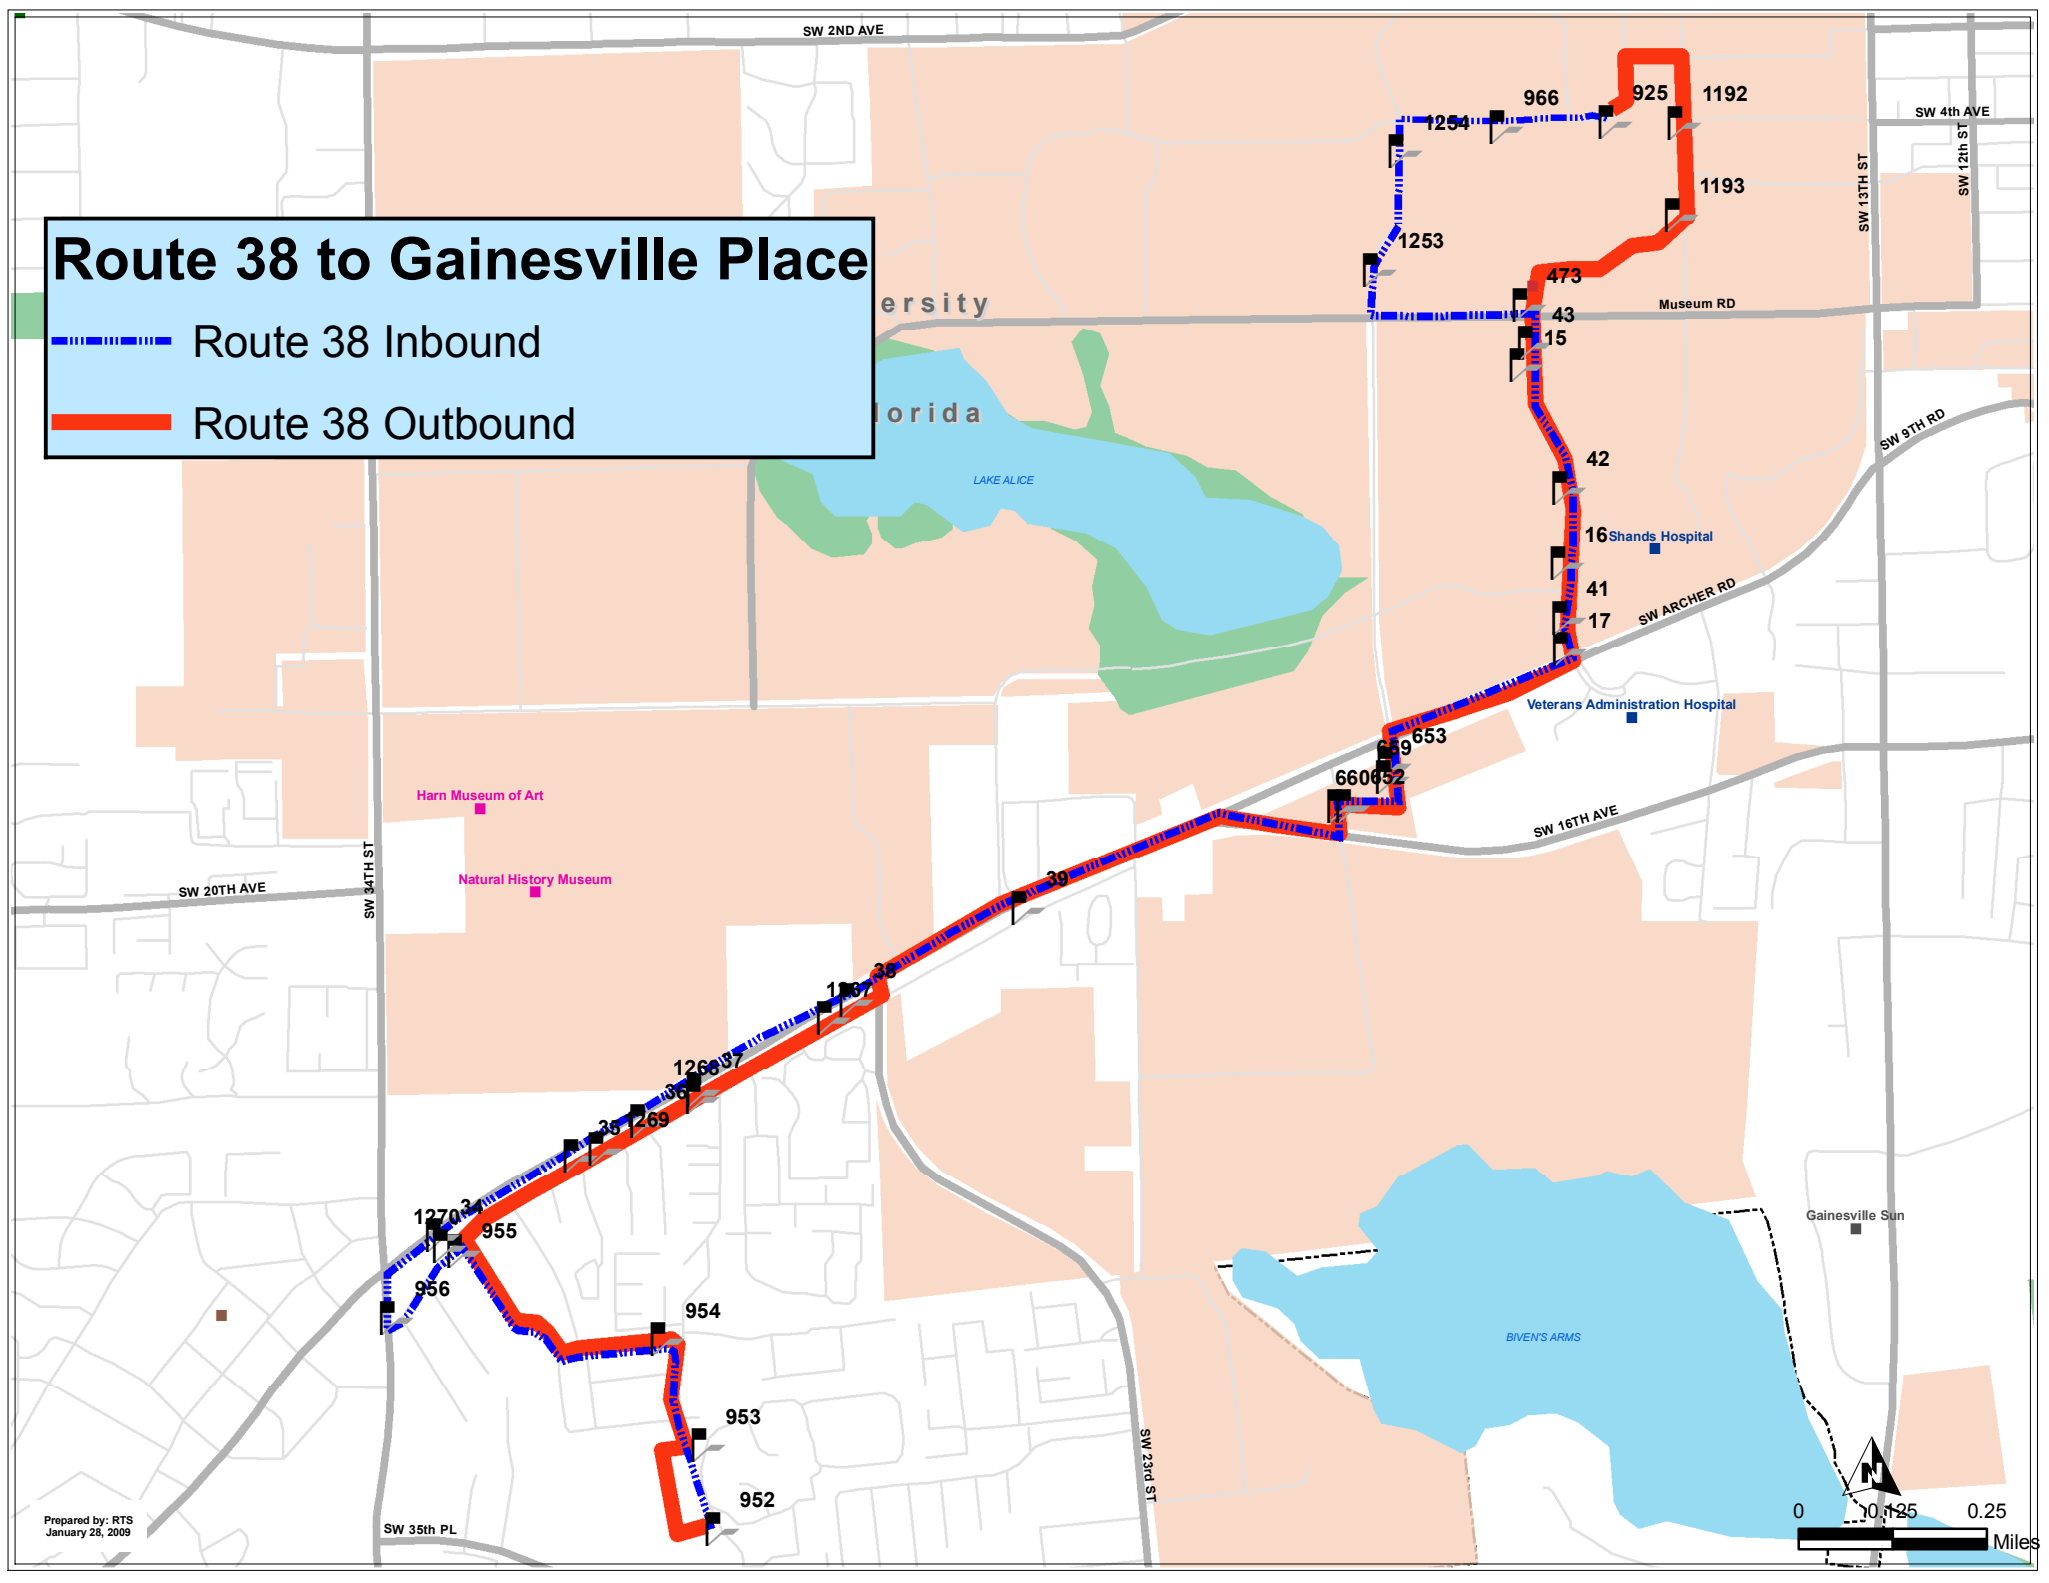 SW 2ND AVE
966
925
1192
SW 4th AVE
1254
SW 12th ST
SW 13TH ST
1193
Route 38 to Gainesville Place
1253
473
ersity
Museum RD
43
Route 38 Inbound
15
lorida
Route 38 Outbound
SW 9TH RD
42
LAKE ALICE
16
Shands Hospital
41
SW ARCHER RD
17
Veterans Administration Hospital
653
659
660
652
Harn Museum of Art
SW 16TH AVE
SW 34TH ST
Natural History Museum
39
SW 20TH AVE
38
1267
37
1268
36
1269
35
34
1270
955
Gainesville Sun
956
954
BIVEN'S ARMS
953
SW 23rd ST
952
N
0 0.125 0.25
Miles
Prepared by: RTS
January 28, 2009
SW 35th PL